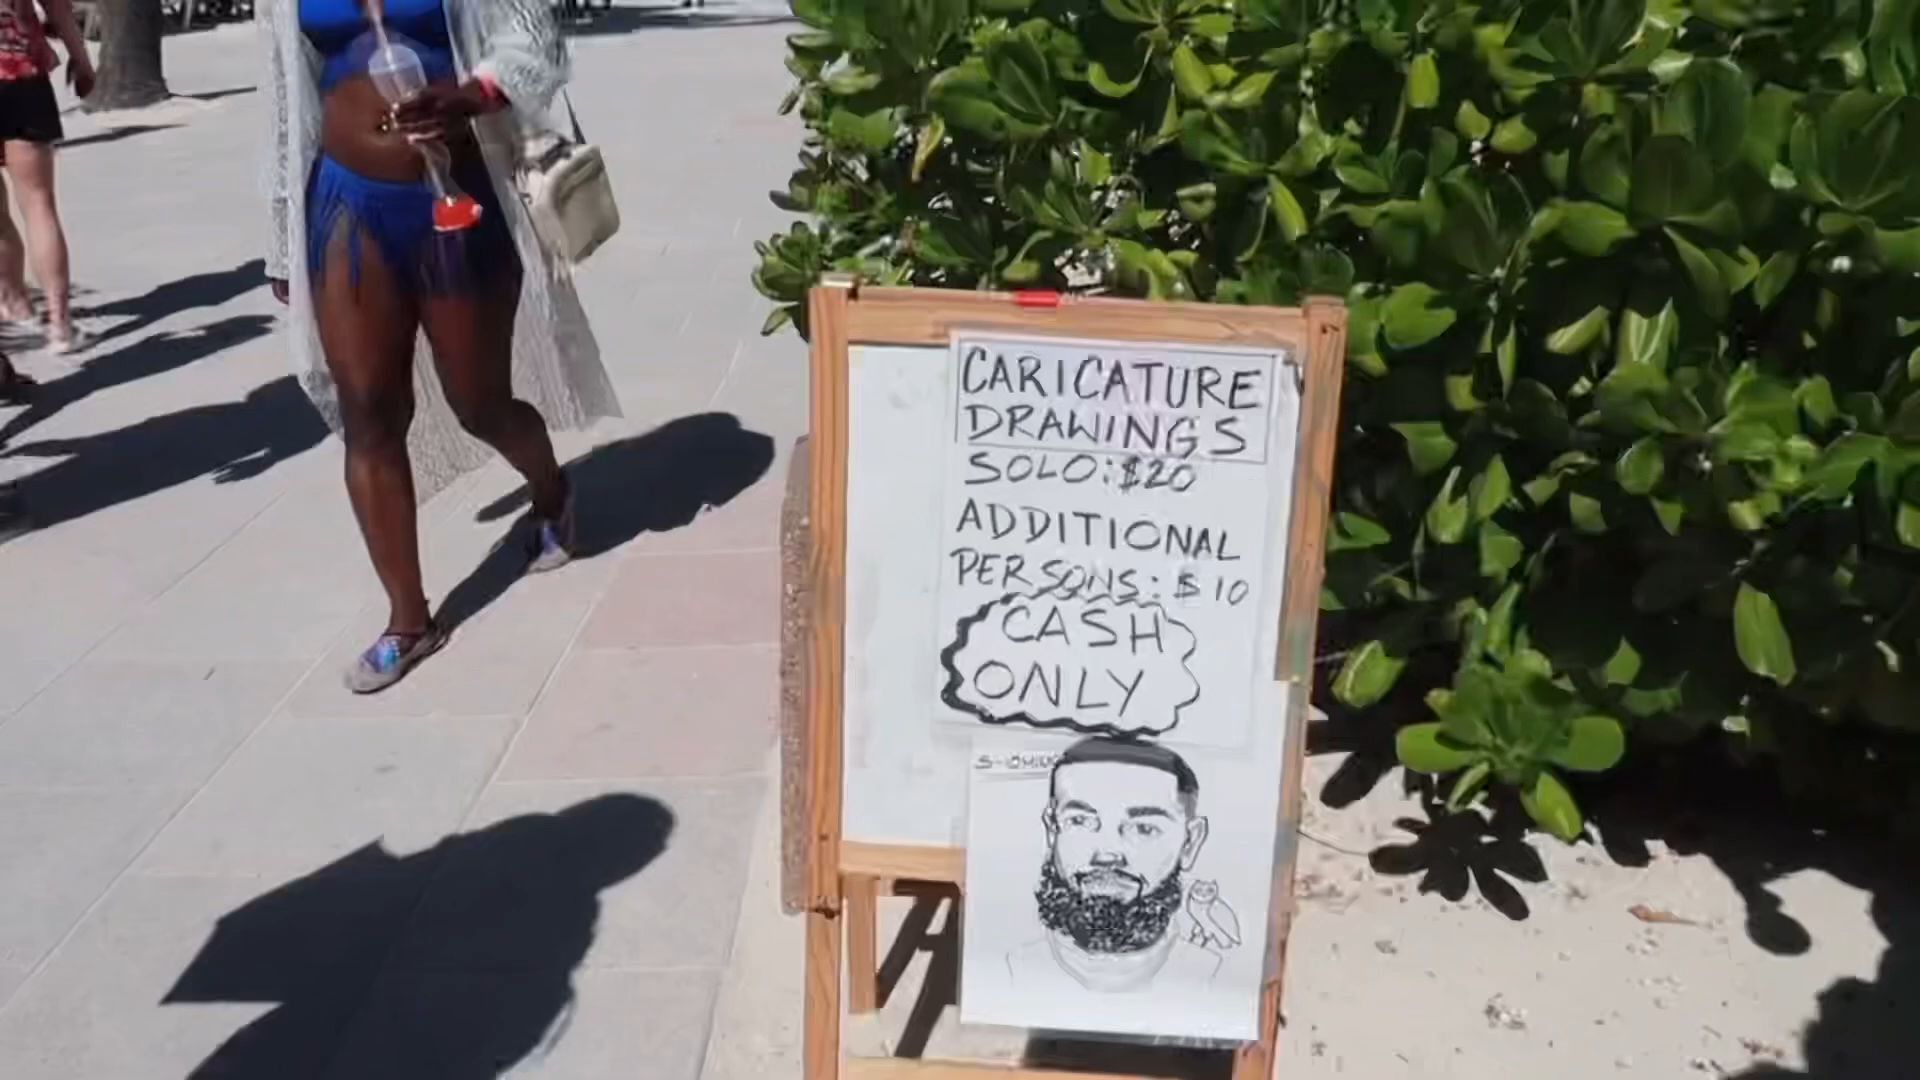 CARICATURE
DRAWINGS
SOLO: $20
ADDITIONAL
PERSONS: $10
CASH
ONLY